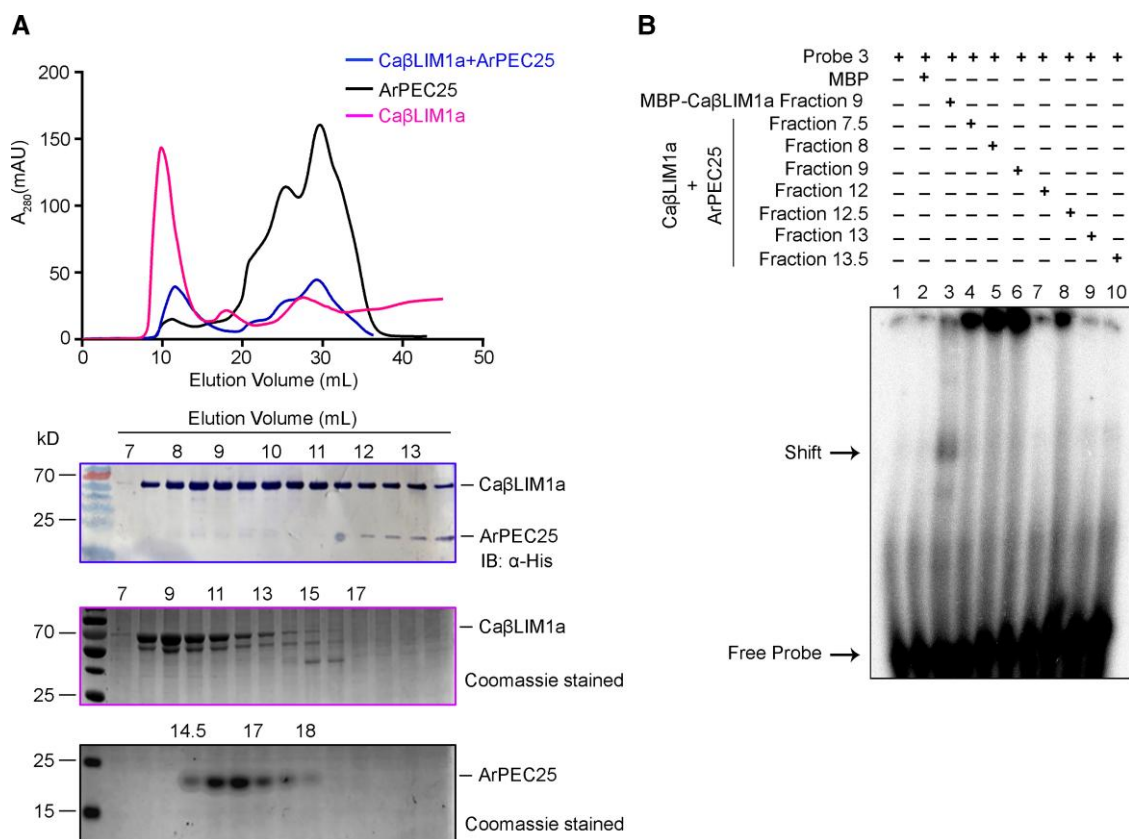 A
CaβLIM1a+ArPEC25
ArPEC25
CaβLIM1a
200
150
100
50
0
A₂₈₀(mAU)
0 10 20 30 40 50
Elution Volume (mL)
Elution Volume (mL)
kD
7 8 9 10 11 12 13
70
25
CaβLIM1a
ArPEC25
IB: α-His
7 9 11 13 15 17
70
25
CaβLIM1a
Coomassie stained
14.5 17 18
25
15
ArPEC25
Coomassie stained
B
Probe 3 + + + + + + + + + +
MBP – + – – – – – – – –
MBP-CaβLIM1a Fraction 9 – – + – – – – – – –
CaβLIM1a + ArPEC25
Fraction 7.5 – – – + – – – – – –
Fraction 8 – – – – + – – – – –
Fraction 9 – – – – – + – – – –
Fraction 12 – – – – – – + – – –
Fraction 12.5 – – – – – – – + – –
Fraction 13 – – – – – – – – + –
Fraction 13.5 – – – – – – – – – +
1 2 3 4 5 6 7 8 9 10
Shift
Free Probe